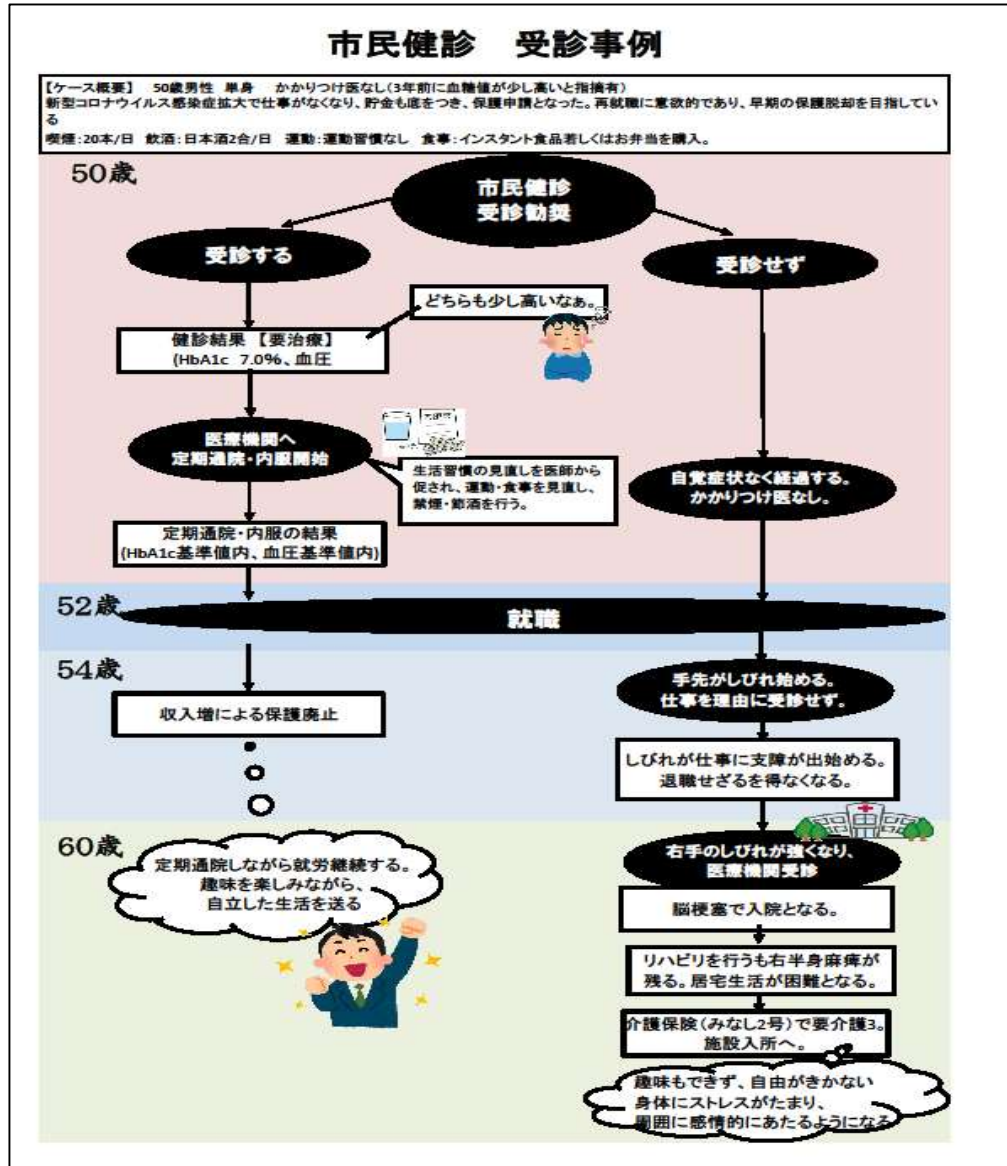 市民健診　受診事例
【ケース概要】　50歳男性　単身　かかりつけ医なし（3年前に血糖値が少し高いと指摘有）
新型コロナウイルス感染症拡大で仕事がなくなり、貯金も底をつき、保護申請となった。再就職に意欲的であり、早期の保護脱却を目指してい
る
喫煙：20本/日　飲酒：日本酒2合/日　運動：運動習慣なし　食事：インスタント食品若しくはお弁当を購入。
50歳
市民健診
受診勧奨
受診する
受診せず
どちらも少し高いなぁ。
健診結果 【要治療】
(HbA1c 7.0%、血圧
医療機関へ
定期通院・内服開始
生活習慣の見直しを医師から
促され、運動・食事を見直し、
禁煙・節酒を行う。
自覚症状なく経過する。
かかりつけ医なし。
定期通院・内服の結果
(HbA1c基準値内、血圧基準値内)
52歳
就職
54歳
手先がしびれ始める。
仕事を理由に受診せず。
収入増による保護廃止
しびれが仕事に支障が出始める。
退職せざるを得なくなる。
60歳
定期通院しながら就労継続する。
趣味を楽しみながら、
自立した生活を送る
右手のしびれが強くなり、
医療機関受診
脳梗塞で入院となる。
リハビリを行うも右半身麻痺が
残る。居宅生活が困難となる。
介護保険（みなし2号）で要介護3。
施設入所へ。
趣味もできず、自由がきかない
身体にストレスがたまり、
周囲に感情的にあたるようになる